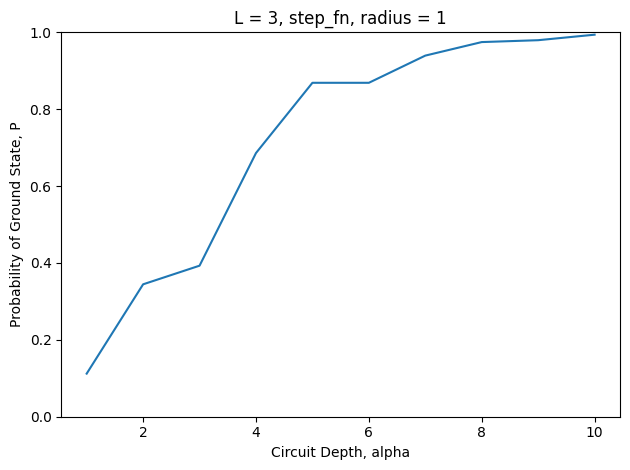 L = 3, step_fn, radius = 1
Probability of Ground State, P
1.0
0.8
0.6
0.4
0.2
0.0
2 4 6 8 10
Circuit Depth, alpha